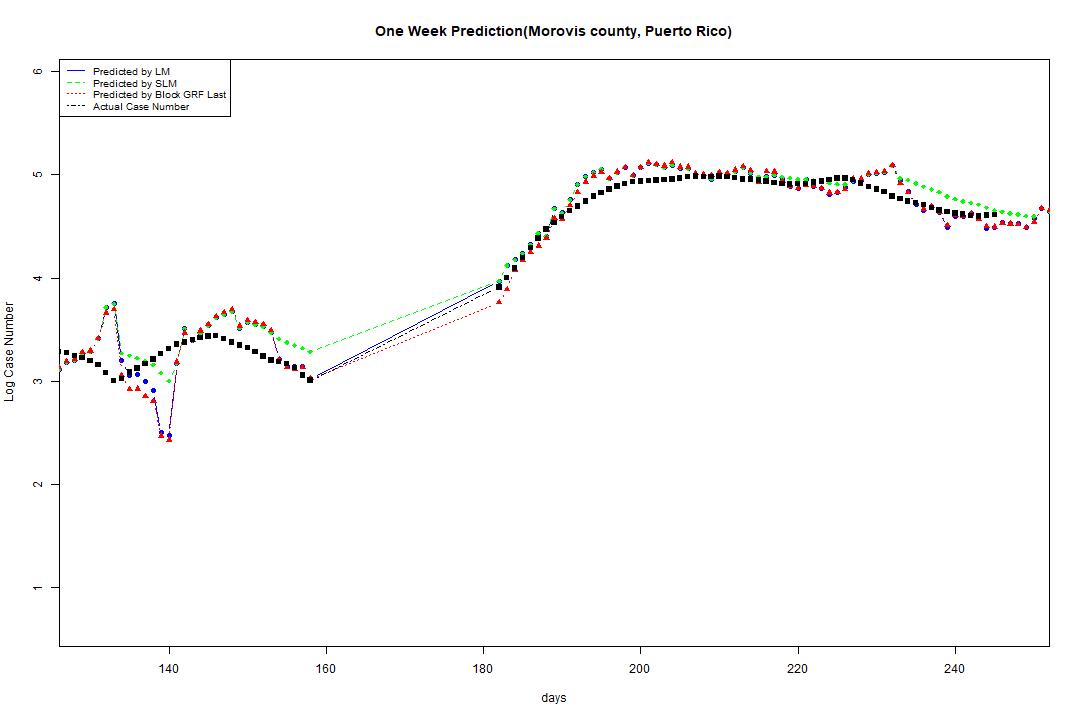 One Week Prediction(Morovis county, Puerto Rico)
Predicted by LM
Predicted by SLM
Predicted by Block GRF Last
Actual Case Number
6
5
4
3
2
1
Log Case Number
140 160 180 200 220 240
days